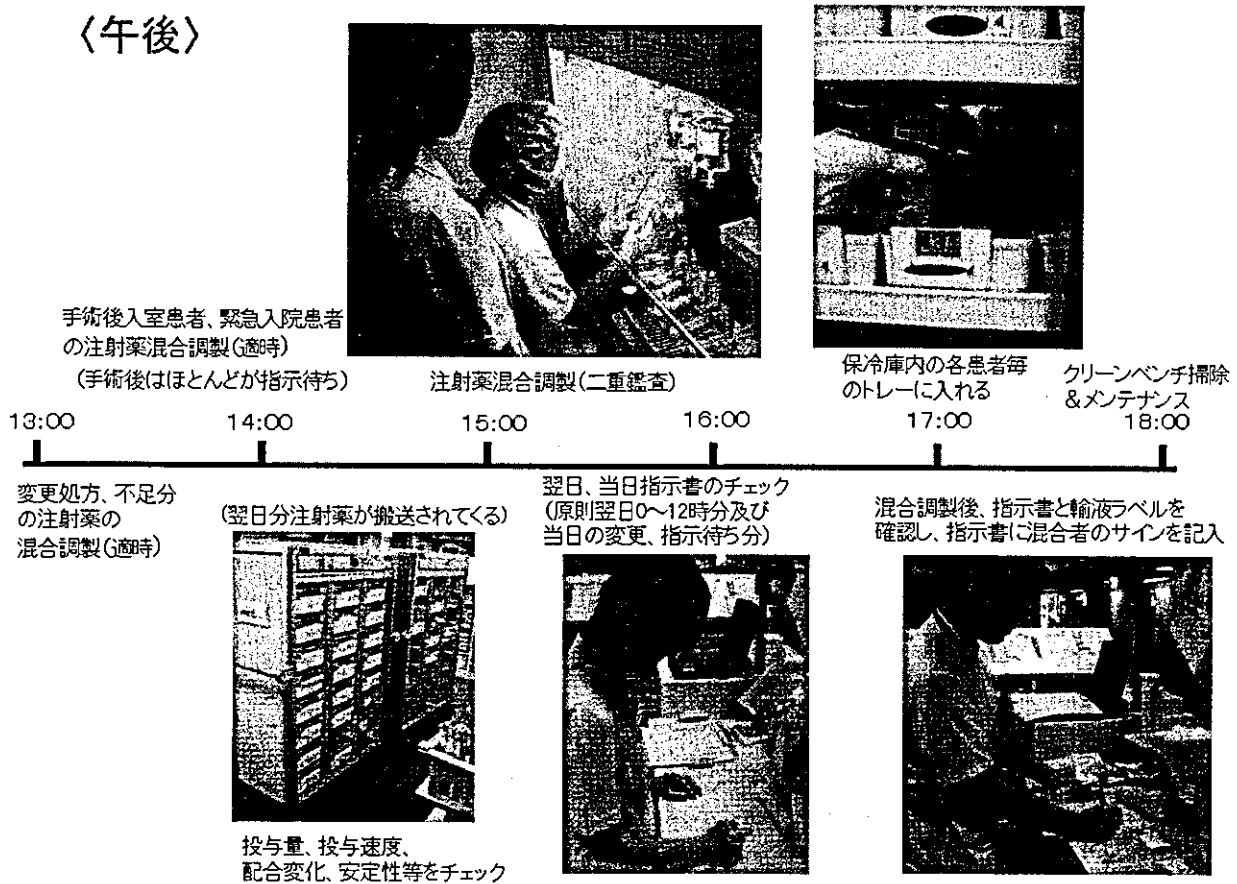 〈午後〉
手術後入室患者、緊急入院患者
の注射薬混合調製(適時)
(手術後はほとんどが指示待ち)
注射薬混合調製(二重鑑査)
保冷庫内の各患者毎
のトレーに入れる
クリーンベンチ掃除
&メンテナンス
13:00
14:00
15:00
16:00
17:00
18:00
変更処方、不足分
の注射薬の
混合調製(適時)
(翌日分注射薬が搬送されてくる)
翌日、当日指示書のチェック
(原則翌日0~12時分及び
当日の変更、指示待ち分)
混合調製後、指示書と輸液ラベルを
確認し、指示書に混合者のサインを記入
投与量、投与速度、
配合変化、安定性等をチェック